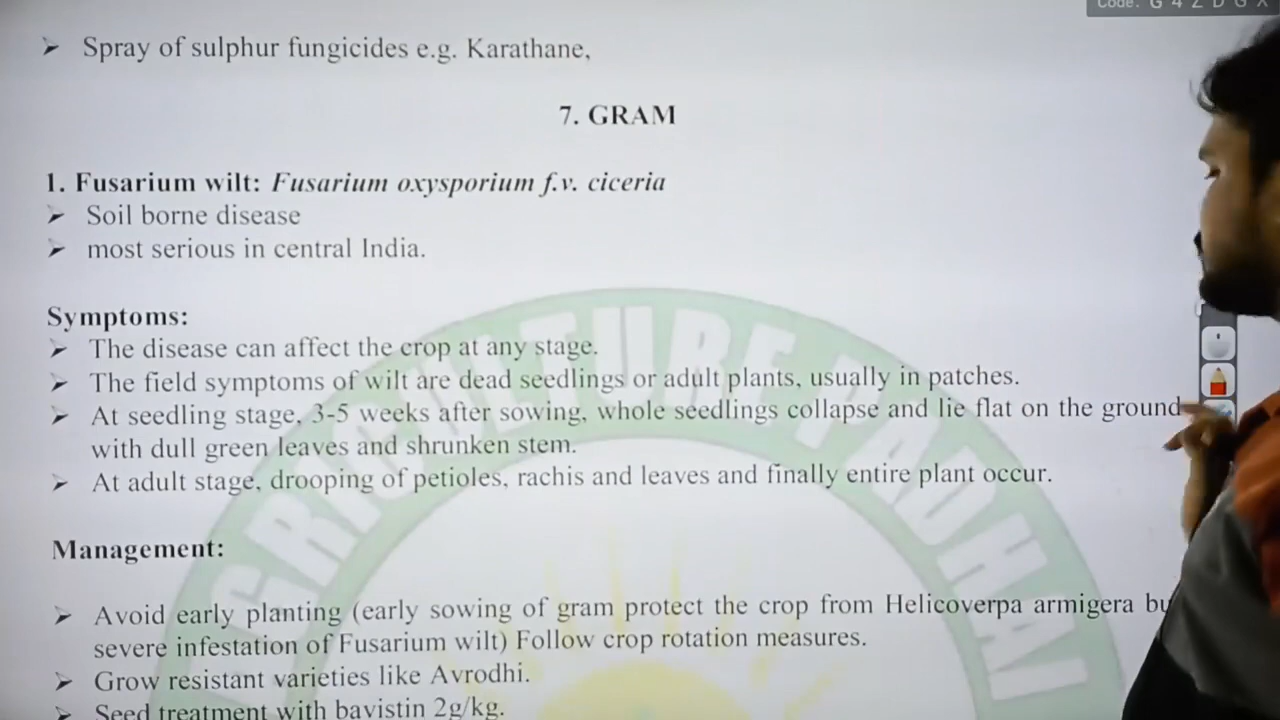 Code: G 4 Z D G X
➢ Spray of sulphur fungicides e.g. Karathane,
7. GRAM
1. Fusarium wilt: Fusarium oxysporium f.v. ciceria
➢ Soil borne disease
➢ most serious in central India.
Symptoms:
➢ The disease can affect the crop at any stage.
➢ The field symptoms of wilt are dead seedlings or adult plants, usually in patches.
➢ At seedling stage, 3-5 weeks after sowing, whole seedlings collapse and lie flat on the ground
with dull green leaves and shrunken stem.
➢ At adult stage, drooping of petioles, rachis and leaves and finally entire plant occur.
Management:
➢ Avoid early planting (early sowing of gram protect the crop from Helicoverpa armigera bu
severe infestation of Fusarium wilt) Follow crop rotation measures.
➢ Grow resistant varieties like Avrodhi.
➢ Seed treatment with bavistin 2g/kg.
AGRICULTURE PADHAI